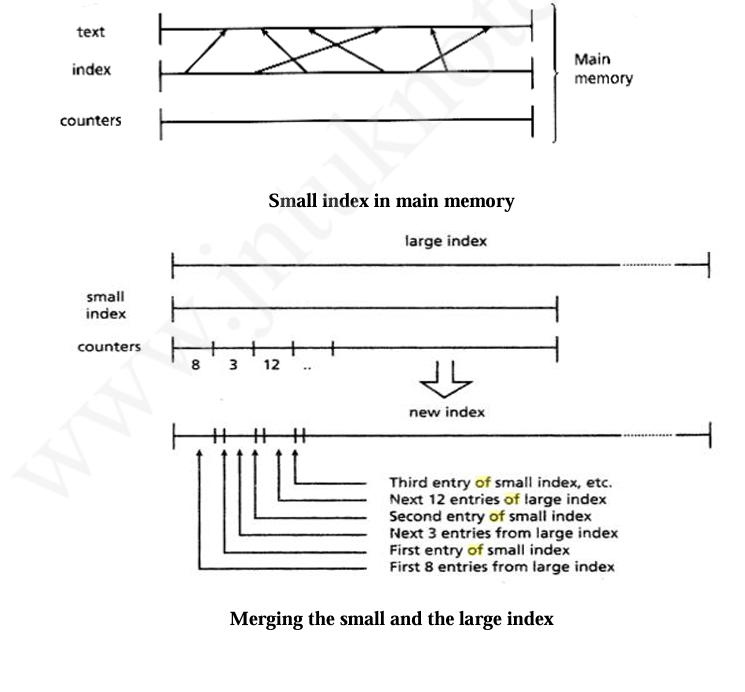 text
index
counters
Main
memory
Small index in main memory
large index
small
index
counters
8 3 12 ..
new index
Third entry of small index, etc.
Next 12 entries of large index
Second entry of small index
Next 3 entries from large index
First entry of small index
First 8 entries from large index
Merging the small and the large index